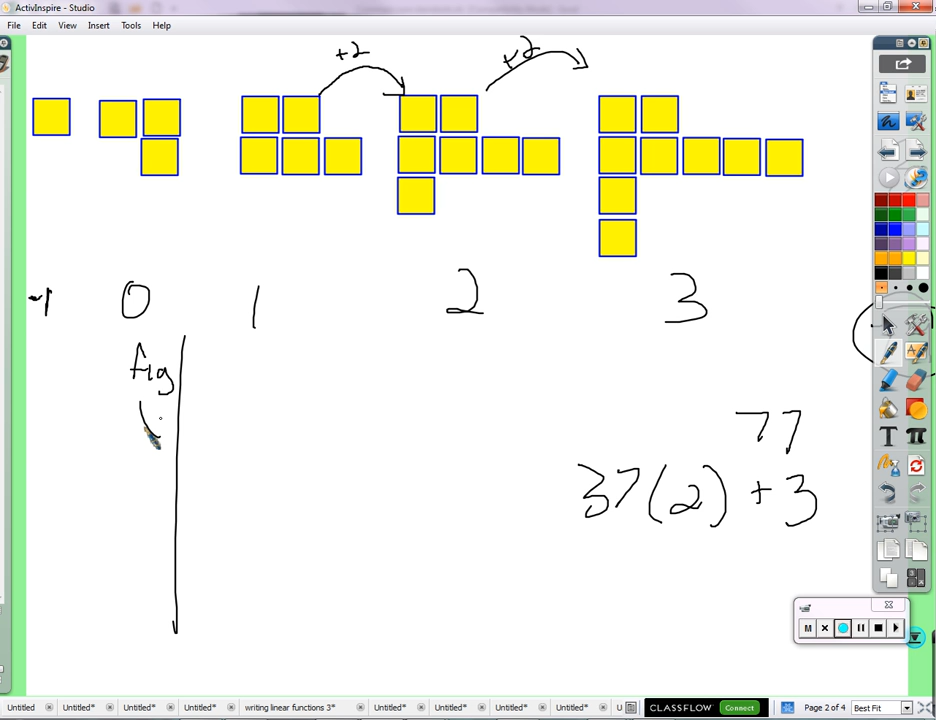 ActivInspire - Studio
File Edit View Insert Tools Help
+2 +2
-1 0 1 2 3
fig
77
37(2) + 3
M
Untitled Untitled* Untitled* Untitled* writing linear functions 3* Untitled* Untitled* Untitled* Untitled* U CLASSFLOW Connect Page 2 of 4 Best Fit